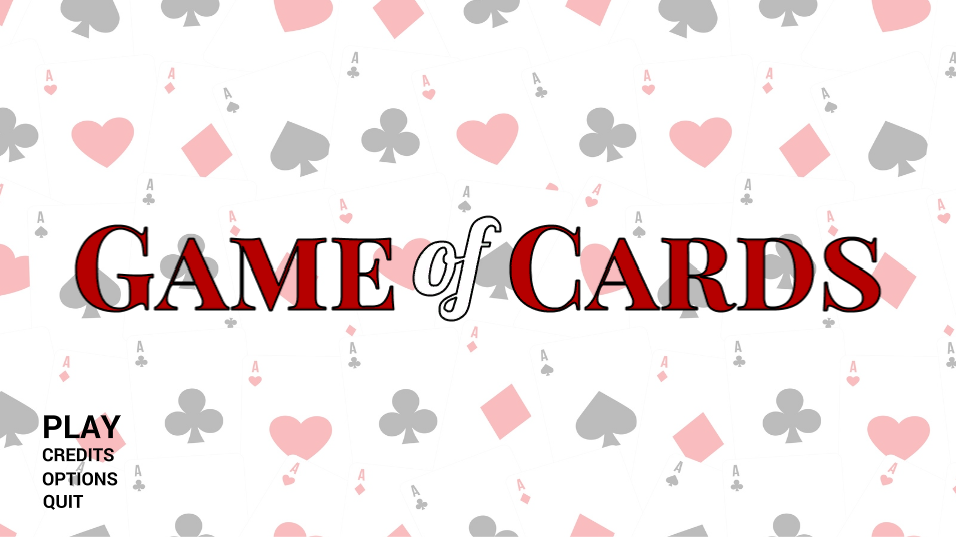 GAME of CARDS
PLAY
CREDITS
OPTIONS
QUIT